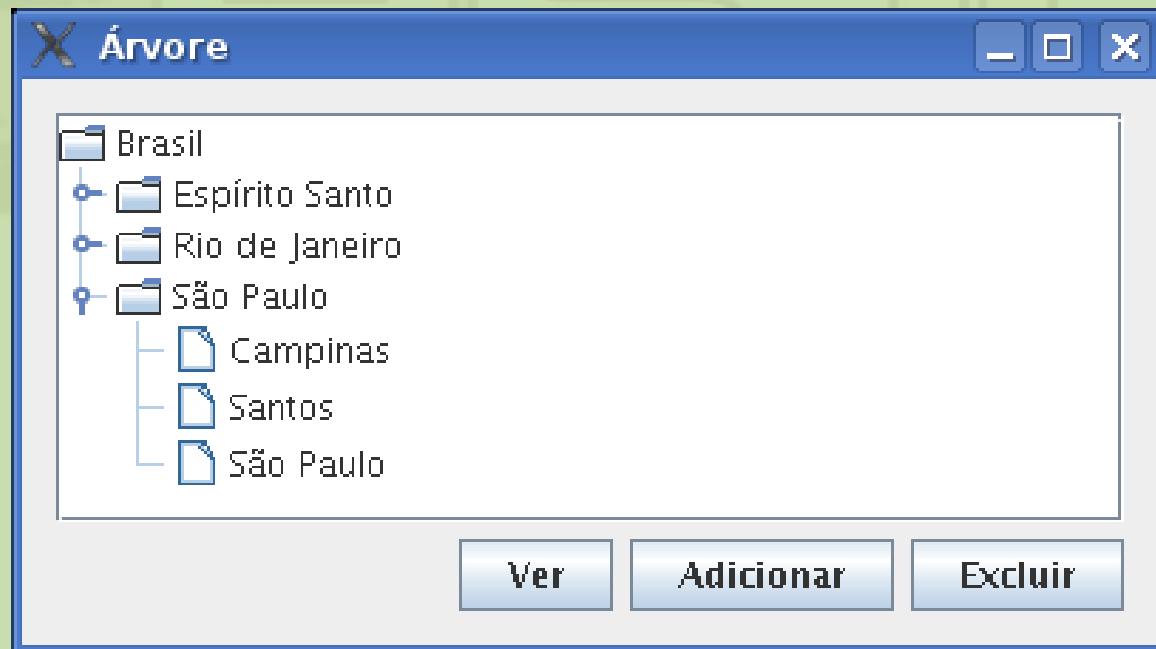 Árvore
Brasil
Espírito Santo
Rio de Janeiro
São Paulo
Campinas
Santos
São Paulo
Ver Adicionar Excluir